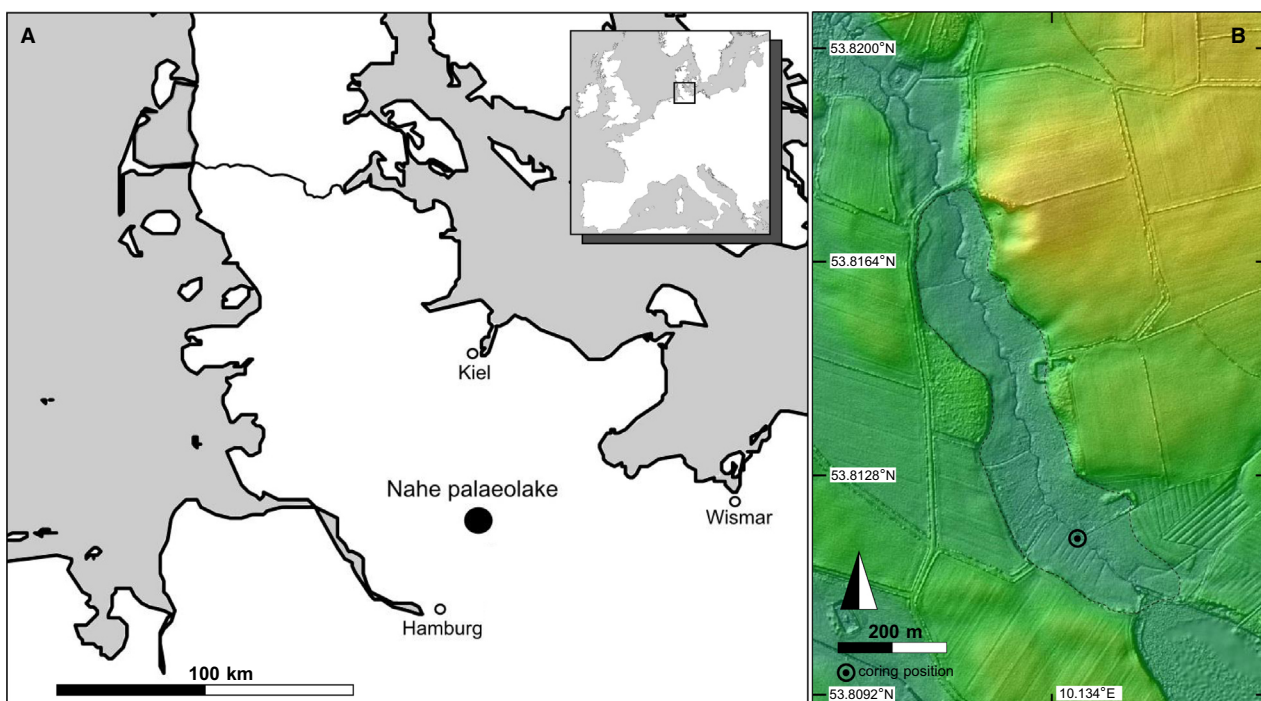 A
Kiel
Nahe palaeolake
Wismar
Hamburg
100 km
B
53.8200°N
53.8164°N
53.8128°N
200 m
coring position
53.8092°N
10.134°E